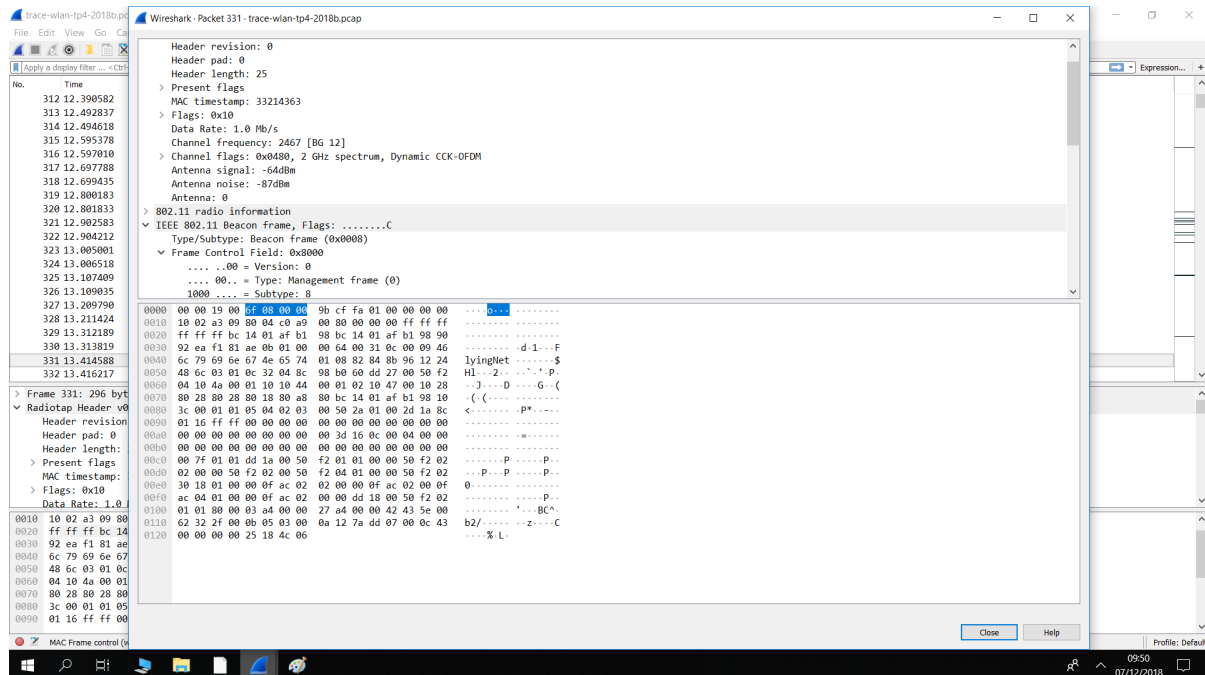 trace-wlan-tp4-2018b.pc
File Edit View Go Ca
Apply a display filter ... <Ctrl-
Expression... +
No. Time
312 12.390582
313 12.492837
314 12.494618
315 12.595378
316 12.597010
317 12.697788
318 12.699435
319 12.800183
320 12.801833
321 12.902583
322 12.904212
323 13.005001
324 13.006518
325 13.107409
326 13.109035
327 13.209790
328 13.211424
329 13.312189
330 13.313819
331 13.414588
332 13.416217
> Frame 331: 296 byt
Radiotap Header v0
Header revision
Header pad: 0
Header length:
> Present flags
MAC timestamp:
> Flags: 0x10
Data Rate: 1.0
0010 10 02 a3 09 80
0020 ff ff ff bc 14
0030 92 ea f1 81 ae
0040 6c 79 69 6e 67
0050 48 6c 03 01 0c
0060 04 10 4a 00 01
0070 80 28 80 28 80
0080 3c 00 01 01 05
0090 01 16 ff ff 00
MAC Frame control (w
Profile: Defaul
Wireshark · Packet 331 · trace-wlan-tp4-2018b.pcap
Header revision: 0
Header pad: 0
Header length: 25
> Present flags
MAC timestamp: 33214363
> Flags: 0x10
Data Rate: 1.0 Mb/s
Channel frequency: 2467 [BG 12]
> Channel flags: 0x0480, 2 GHz spectrum, Dynamic CCK-OFDM
Antenna signal: -64dBm
Antenna noise: -87dBm
Antenna: 0
> 802.11 radio information
IEEE 802.11 Beacon frame, Flags: ........C
Type/Subtype: Beacon frame (0x0008)
Frame Control Field: 0x8000
.... ..00 = Version: 0
.... 00.. = Type: Management frame (0)
1000 .... = Subtype: 8
0000 00 00 19 00 6f 08 00 00 9b cf fa 01 00 00 00 00 ····o··· ········
0010 10 02 a3 09 80 04 c0 a9 00 80 00 00 00 ff ff ff ········ ········
0020 ff ff ff bc 14 01 af b1 98 bc 14 01 af b1 98 90 ········ ········
0030 92 ea f1 81 ae 0b 01 00 00 64 00 31 0c 00 09 46 ········ ·d·1···F
0040 6c 79 69 6e 67 4e 65 74 01 08 82 84 8b 96 12 24 lyingNet ·······$
0050 48 6c 03 01 0c 32 04 8c 98 b0 60 dd 27 00 50 f2 Hl···2·· ··`·'·P·
0060 04 10 4a 00 01 10 10 44 00 01 02 10 47 00 10 28 ··J····D ····G··(
0070 80 28 80 28 80 18 80 a8 80 bc 14 01 af b1 98 10 ·(·(···· ········
0080 3c 00 01 01 05 04 02 03 00 50 2a 01 00 2d 1a 8c <······· ·P*··-··
0090 01 16 ff ff 00 00 00 00 00 00 00 00 00 00 00 00 ········ ········
00a0 00 00 00 00 00 00 00 00 00 3d 16 0c 00 04 00 00 ········ ·=······
00b0 00 00 00 00 00 00 00 00 00 00 00 00 00 00 00 00 ········ ········
00c0 00 7f 01 01 dd 1a 00 50 f2 01 01 00 00 50 f2 02 ·······P ·····P··
00d0 02 00 00 50 f2 02 00 50 f2 04 01 00 00 50 f2 02 ···P···P ·····P··
00e0 30 18 01 00 00 0f ac 02 02 00 00 0f ac 02 00 0f 0······· ········
00f0 ac 04 01 00 00 0f ac 02 00 00 dd 18 00 50 f2 02 ········ ·····P··
0100 01 01 80 00 03 a4 00 00 27 a4 00 00 42 43 5e 00 ········ '···BC^·
0110 62 32 2f 00 0b 05 03 00 0a 12 7a dd 07 00 0c 43 b2/····· ··z····C
0120 00 00 00 00 25 18 4c 06 ····%·L·
Close Help
09:50
07/12/2018